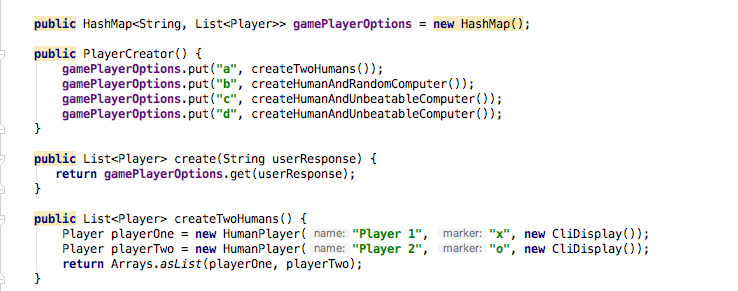 public HashMap<String, List<Player>> gamePlayerOptions = new HashMap();
public PlayerCreator() {
gamePlayerOptions.put("a", createTwoHumans());
gamePlayerOptions.put("b", createHumanAndRandomComputer());
gamePlayerOptions.put("c", createHumanAndUnbeatableComputer());
gamePlayerOptions.put("d", createHumanAndUnbeatableComputer());
}
public List<Player> create(String userResponse) {
return gamePlayerOptions.get(userResponse);
}
public List<Player> createTwoHumans() {
Player playerOne = new HumanPlayer( name: "Player 1", marker: "x", new CliDisplay());
Player playerTwo = new HumanPlayer( name: "Player 2", marker: "o", new CliDisplay());
return Arrays.asList(playerOne, playerTwo);
}